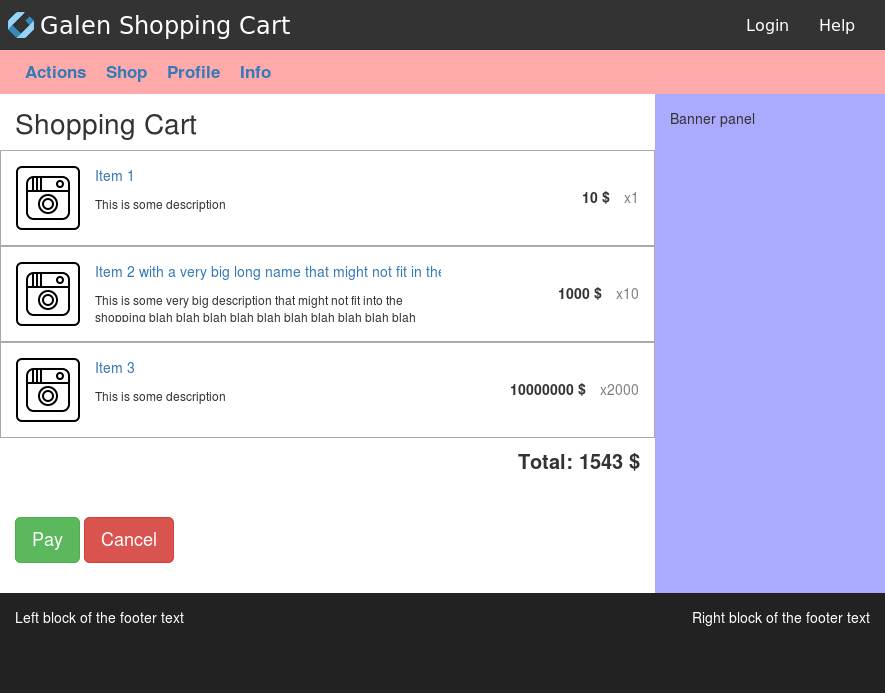 Galen Shopping Cart
Login Help
Actions Shop Profile Info
Shopping Cart
Banner panel
Item 1
This is some description
10 $ x1
Item 2 with a very big long name that might not fit in the
This is some very big description that might not fit into the
shopping blah blah blah blah blah blah blah blah blah blah
1000 $ x10
Item 3
This is some description
10000000 $ x2000
Total: 1543 $
Pay Cancel
Left block of the footer text
Right block of the footer text